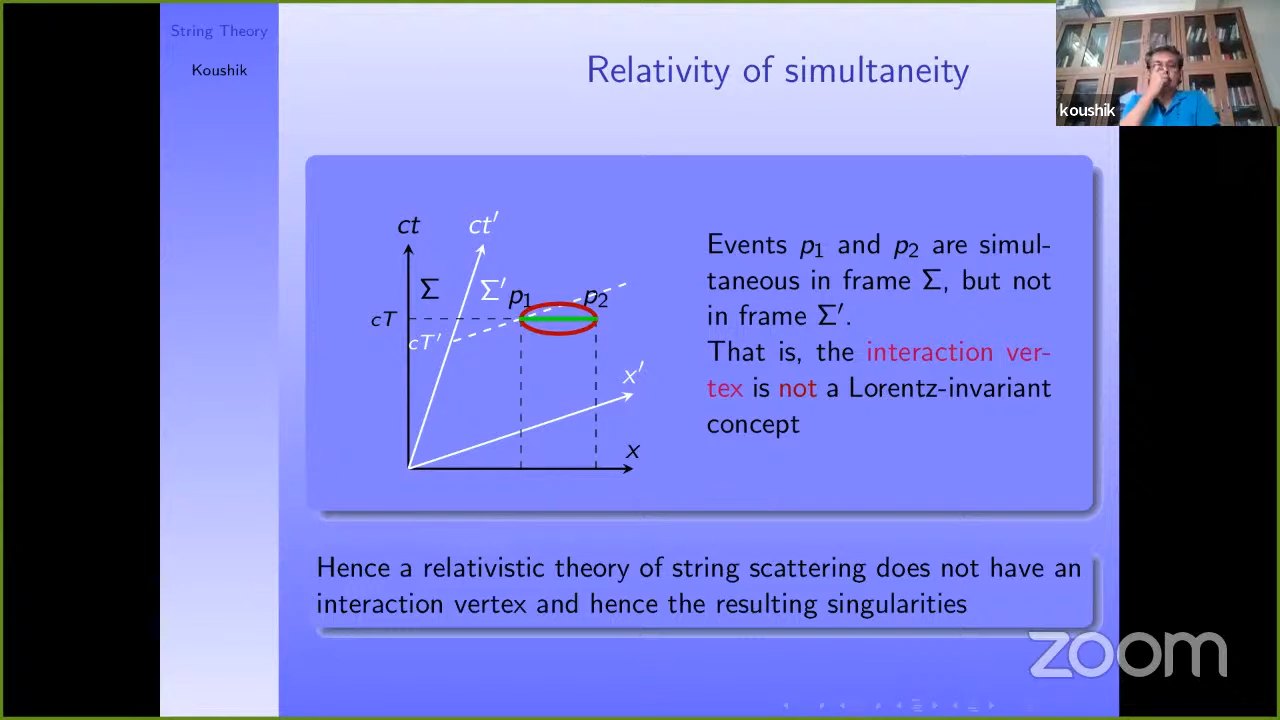 String Theory
Koushik
Relativity of simultaneity
koushik
ct
ct′
Σ
Σ′
p₁
p₂
cT
cT′
x′
x
Events p₁ and p₂ are simul-
taneous in frame Σ, but not
in frame Σ′.
That is, the interaction ver-
tex is not a Lorentz-invariant
concept
Hence a relativistic theory of string scattering does not have an
interaction vertex and hence the resulting singularities
zoom